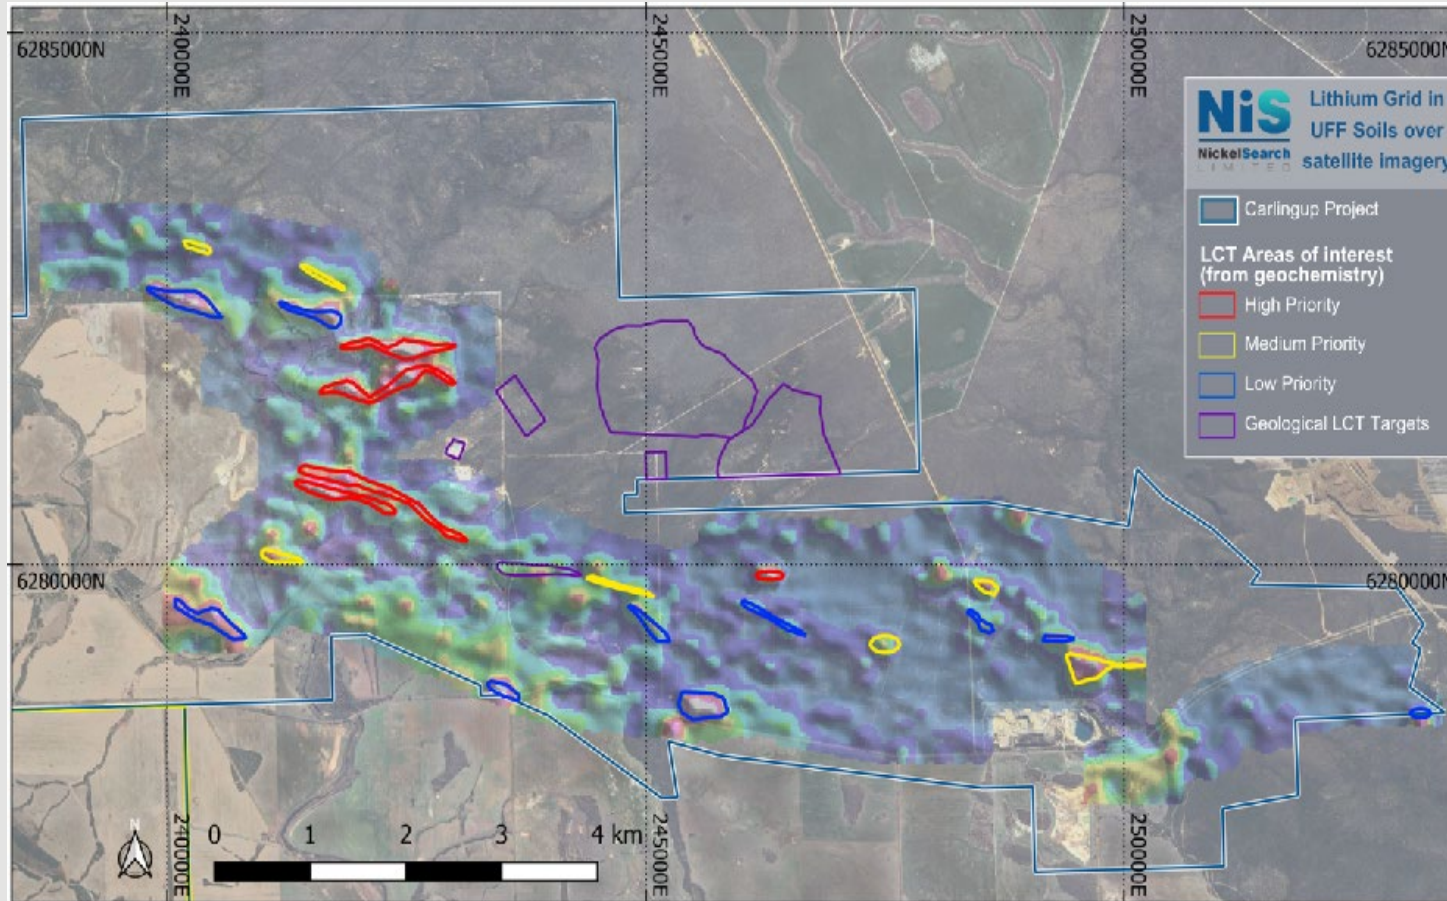 240000E
245000E
250000E
6285000N
6285000N
NiS
NickelSearch
LIMITED
Lithium Grid in
UFF Soils over
satellite imagery
Carlingup Project
LCT Areas of interest
(from geochemistry)
High Priority
Medium Priority
Low Priority
Geological LCT Targets
6280000N
6280000N
N
0 1 2 3 4 km
240000E
245000E
250000E